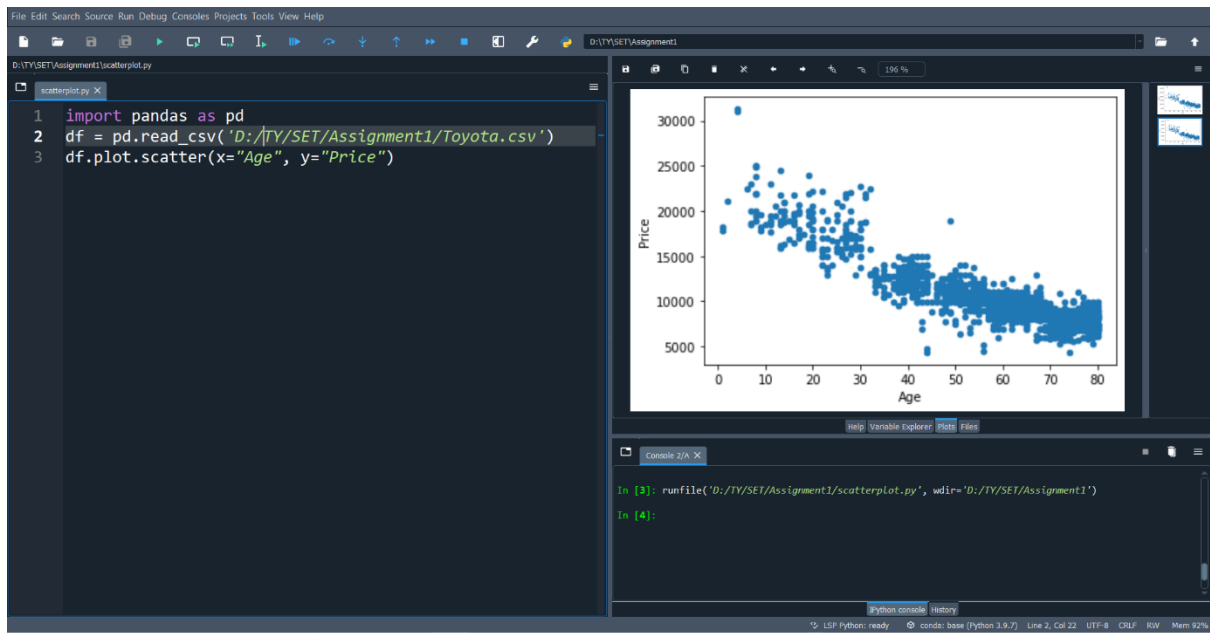 File Edit Search Source Run Debug Consoles Projects Tools View Help
D:\TY\SET\Assignment1
D:\TY\SET\Assignment1\scatterplot.py
scatterplot.py X
1 import pandas as pd
2 df = pd.read_csv('D:/TY/SET/Assignment1/Toyota.csv')
3 df.plot.scatter(x="Age", y="Price")
196 %
30000
25000
20000
15000
10000
5000
Price
0 10 20 30 40 50 60 70 80
Age
Help Variable Explorer Plots Files
Console 2/A X
In [3]: runfile('D:/TY/SET/Assignment1/scatterplot.py', wdir='D:/TY/SET/Assignment1')
In [4]:
IPython console History
LSP Python: ready conda: base (Python 3.9.7) Line 2, Col 22 UTF-8 CRLF RW Mem 92%